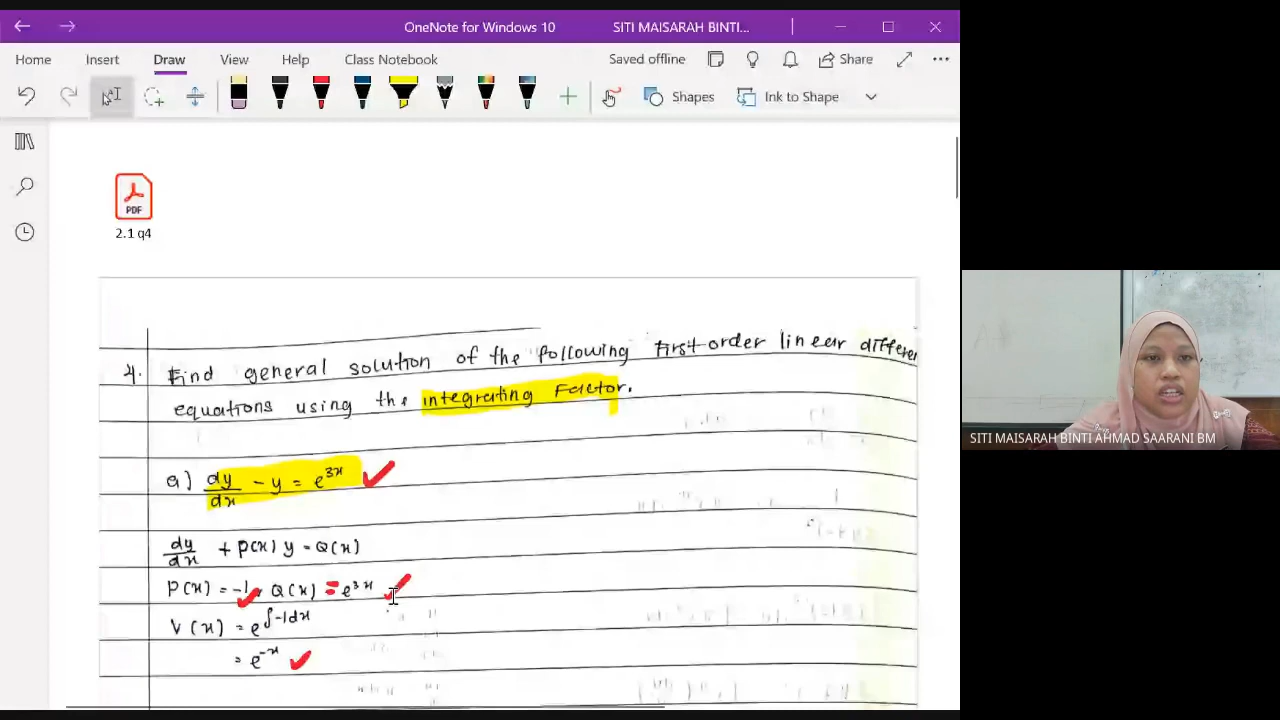 OneNote for Windows 10
SITI MAISARAH BINTI...
Home
Insert
Draw
View
Help
Class Notebook
Saved offline
Share
Shapes
Ink to Shape
PDF
2.1 q4
4. Find general solution of the following first-order linear differen
equations using the integrating Factor.
a) dy/dx - y = e^3x
dy/dx + P(x) y = Q(x)
P(x) = -1, Q(x) = e^3x
V(x) = e^∫-1dx
= e^-x
SITI MAISARAH BINTI AHMAD SAARANI BM